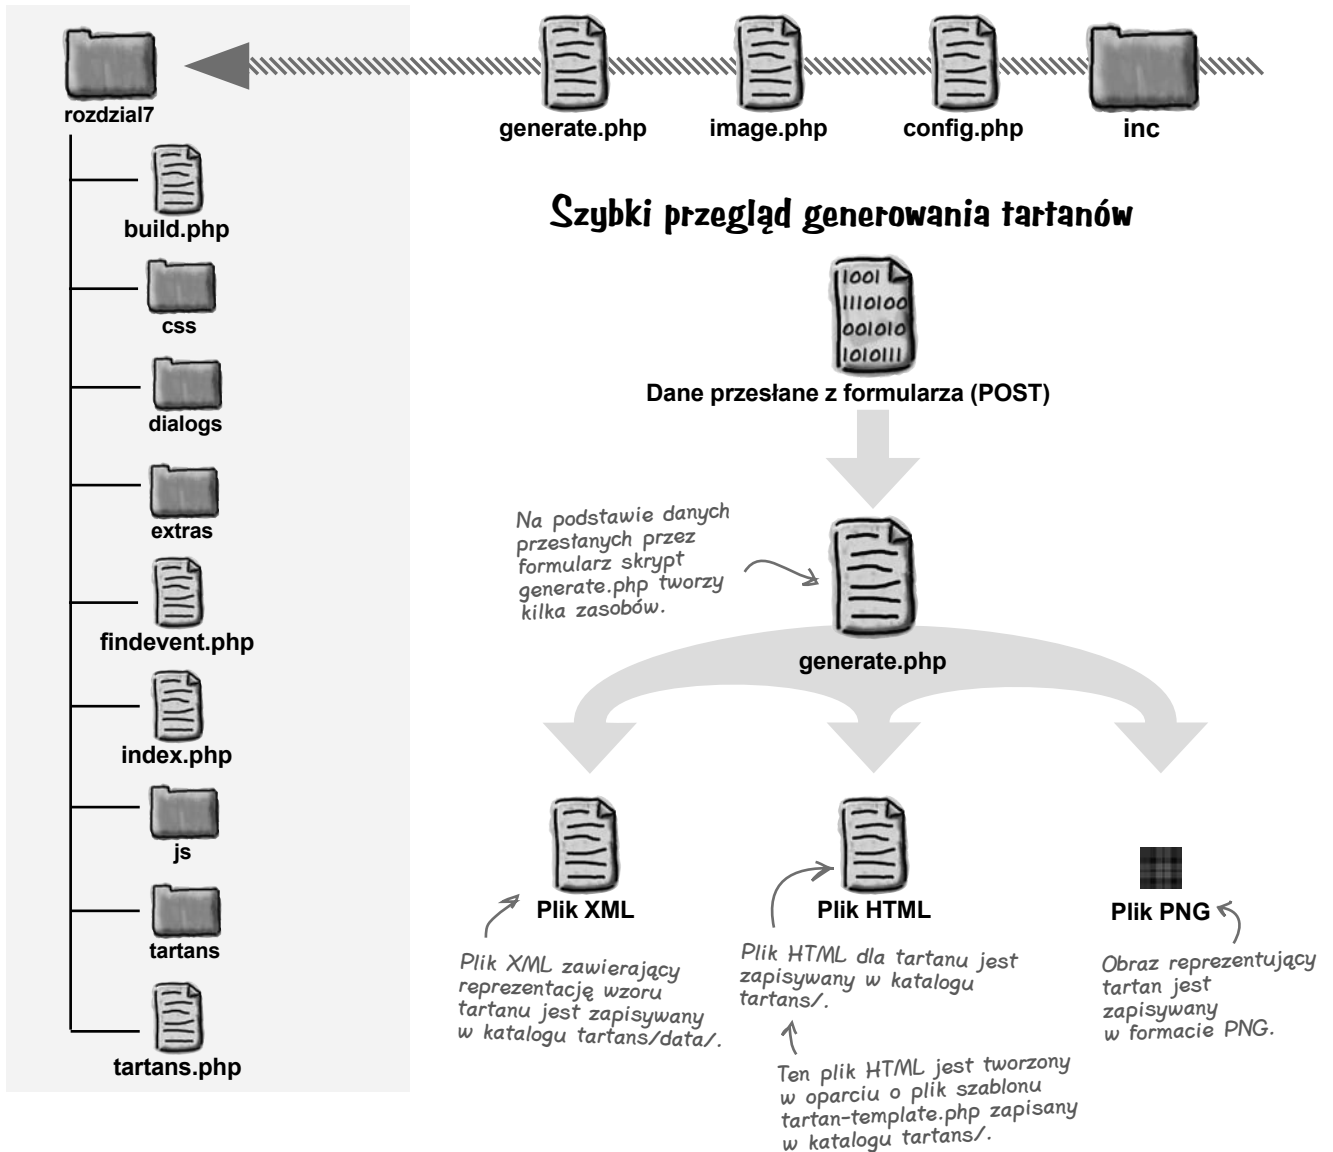 rozdzial7
generate.php
image.php
config.php
inc
build.php
css
dialogs
extras
findevent.php
index.php
js
tartans
tartans.php
Szybki przegląd generowania tartanów
1001
1110100
001010
1010111
Dane przesłane z formularza (POST)
Na podstawie danych
przesłanych przez
formularz skrypt
generate.php tworzy
kilka zasobów.
generate.php
Plik XML
Plik HTML
Plik PNG
Plik XML zawierający
reprezentację wzoru
tartanu jest zapisywany
w katalogu tartans/data/.
Plik HTML dla tartanu jest
zapisywany w katalogu
tartans/.
Obraz reprezentujący
tartan jest
zapisywany
w formacie PNG.
Ten plik HTML jest tworzony
w oparciu o plik szablonu
tartan-template.php zapisany
w katalogu tartans/.